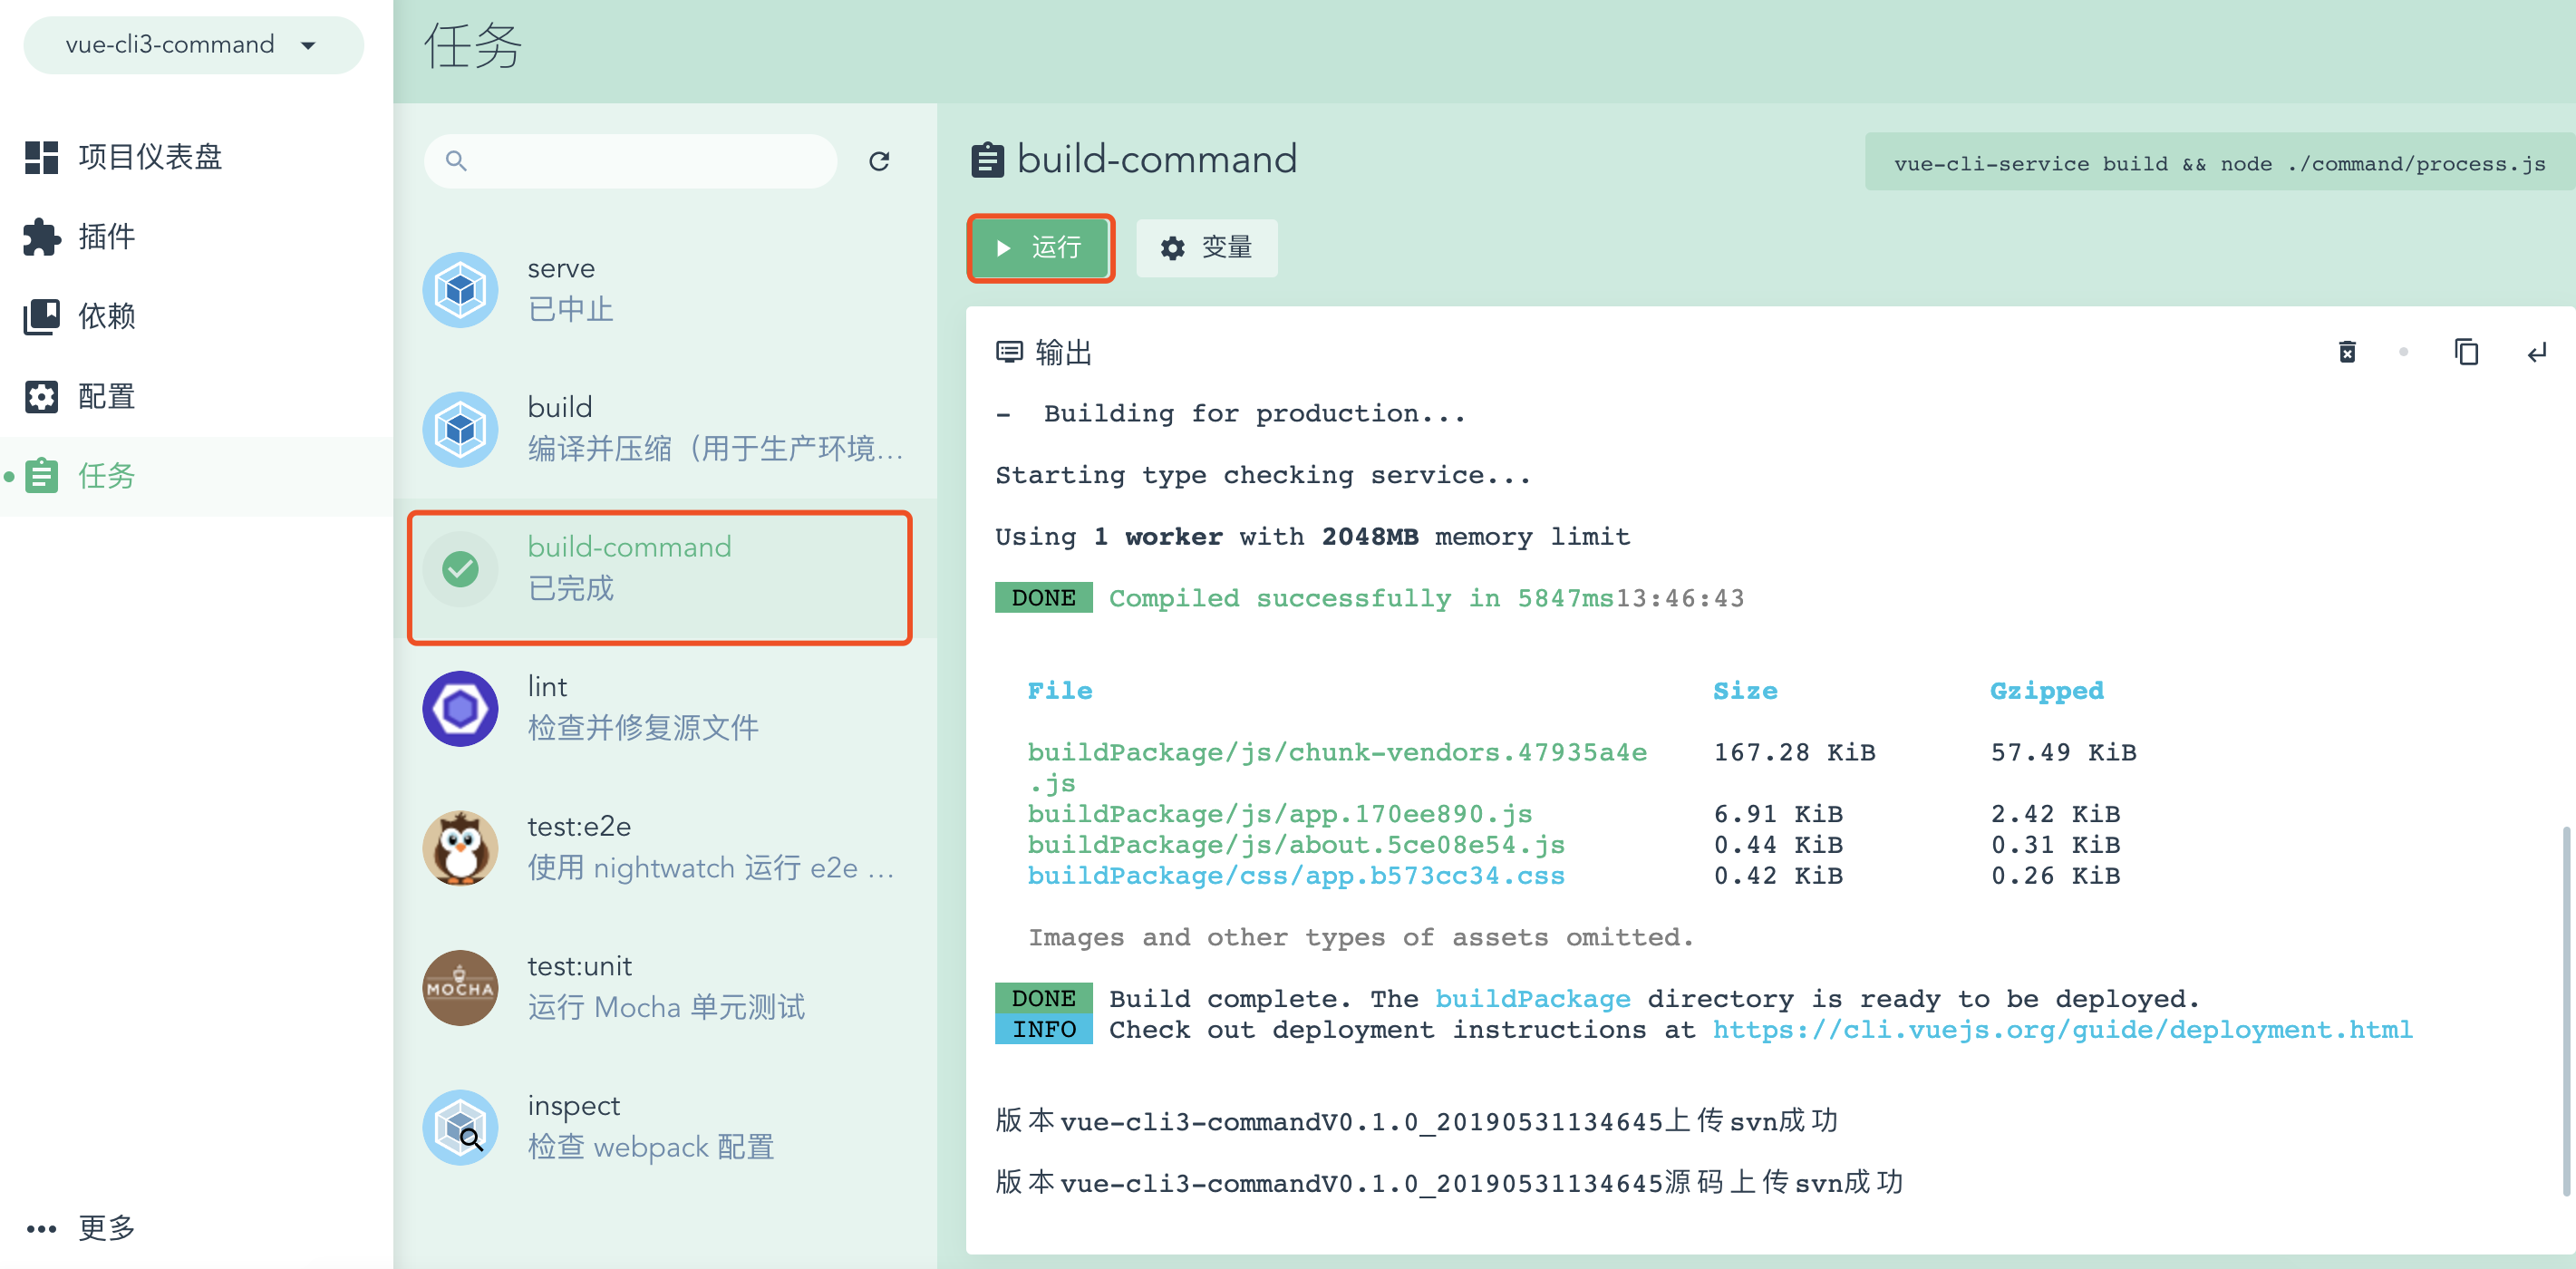 vue-cli3-command
任务
项目仪表盘
插件
依赖
配置
任务
更多
serve
已中止
build
编译并压缩（用于生产环境...
build-command
已完成
lint
检查并修复源文件
test:e2e
使用 nightwatch 运行 e2e ...
MOCHA
test:unit
运行 Mocha 单元测试
inspect
检查 webpack 配置
build-command
vue-cli-service build && node ./command/process.js
运行
变量
输出
-  Building for production...
Starting type checking service...
Using 1 worker with 2048MB memory limit
DONE Compiled successfully in 5847ms13:46:43
File Size Gzipped
buildPackage/js/chunk-vendors.47935a4e 167.28 KiB 57.49 KiB
.js
buildPackage/js/app.170ee890.js 6.91 KiB 2.42 KiB
buildPackage/js/about.5ce08e54.js 0.44 KiB 0.31 KiB
buildPackage/css/app.b573cc34.css 0.42 KiB 0.26 KiB
Images and other types of assets omitted.
DONE Build complete. The buildPackage directory is ready to be deployed.
INFO Check out deployment instructions at https://cli.vuejs.org/guide/deployment.html
版本vue-cli3-commandV0.1.0_20190531134645上传svn成功
版本vue-cli3-commandV0.1.0_20190531134645源码上传svn成功